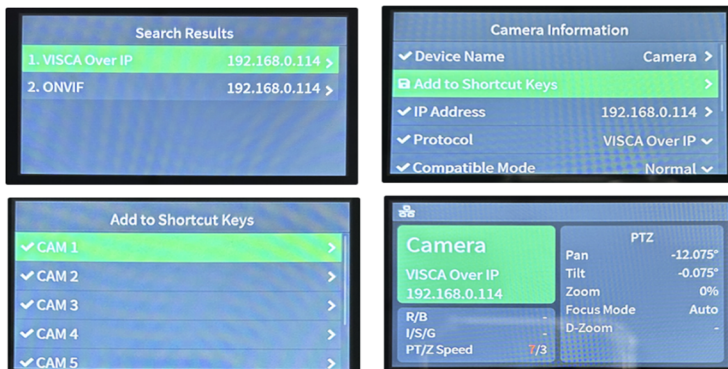 Search Results
1. VISCA Over IP 192.168.0.114 >
2. ONVIF 192.168.0.114 >
Camera Information
Device Name Camera >
Add to Shortcut Keys >
IP Address 192.168.0.114 >
Protocol VISCA Over IP
Compatible Mode Normal
Add to Shortcut Keys
CAM 1 >
CAM 2 >
CAM 3 >
CAM 4 >
CAM 5 >
Camera
VISCA Over IP
192.168.0.114
R/B -
I/S/G -
PT/Z Speed 7/3
PTZ
Pan -12.075°
Tilt -0.075°
Zoom 0%
Focus Mode Auto
D-Zoom -